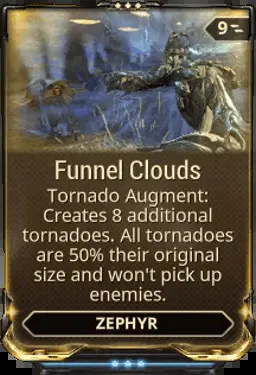 9
Funnel Clouds
Tornado Augment:
Creates 8 additional
tornadoes. All tornadoes
are 50% their original
size and won't pick up
enemies.
ZEPHYR